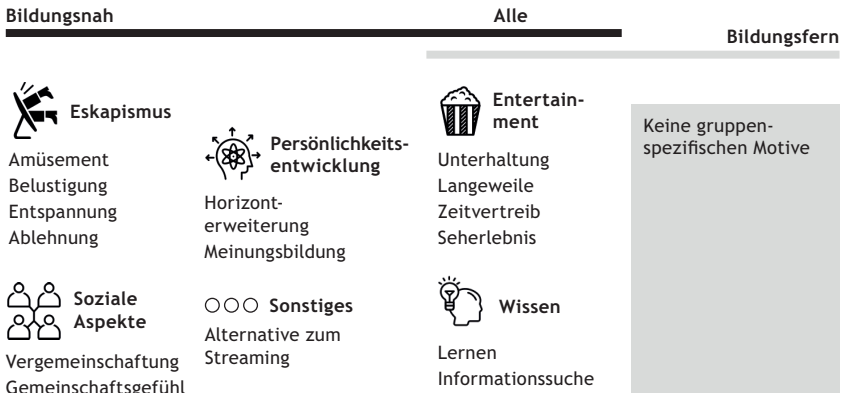 Bildungsnah
Alle
Bildungsfern
Eskapismus
Amüsement
Belustigung
Entspannung
Ablehnung
Persönlichkeits-
entwicklung
Horizont-
erweiterung
Meinungsbildung
Entertain-
ment
Unterhaltung
Langeweile
Zeitvertreib
Seherlebnis
Keine gruppen-
spezifischen Motive
Soziale
Aspekte
Vergemeinschaftung
Gemeinschaftsgefühl
Sonstiges
Alternative zum
Streaming
Wissen
Lernen
Informationssuche